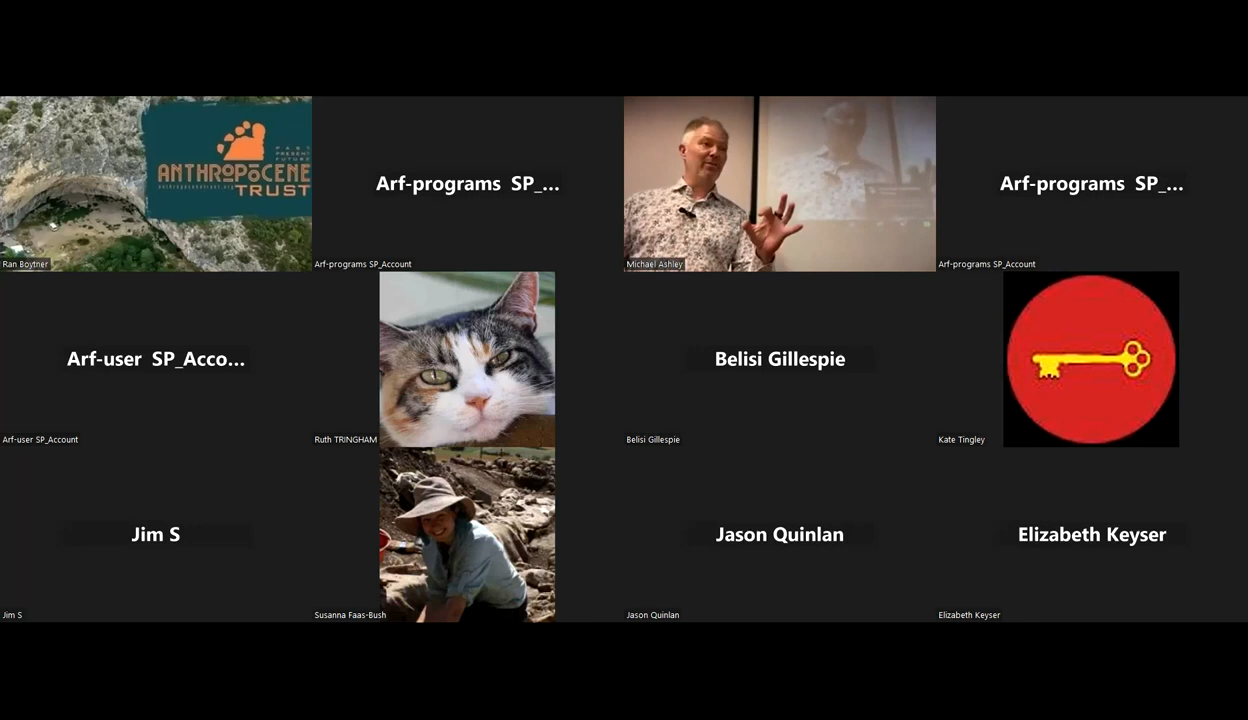 PAST
PRESENT
FUTURE
ANTHROPOCENE
TRUST
Ran Boytner
Arf-programs SP_...
Arf-programs SP_Account
Michael Ashley
Arf-programs SP_...
Arf-programs SP_Account
Arf-user SP_Acco...
Arf-user SP_Account
Ruth TRINGHAM
Belisi Gillespie
Belisi Gillespie
Kate Tingley
Jim S
Jim S
Susanna Faas-Bush
Jason Quinlan
Jason Quinlan
Elizabeth Keyser
Elizabeth Keyser